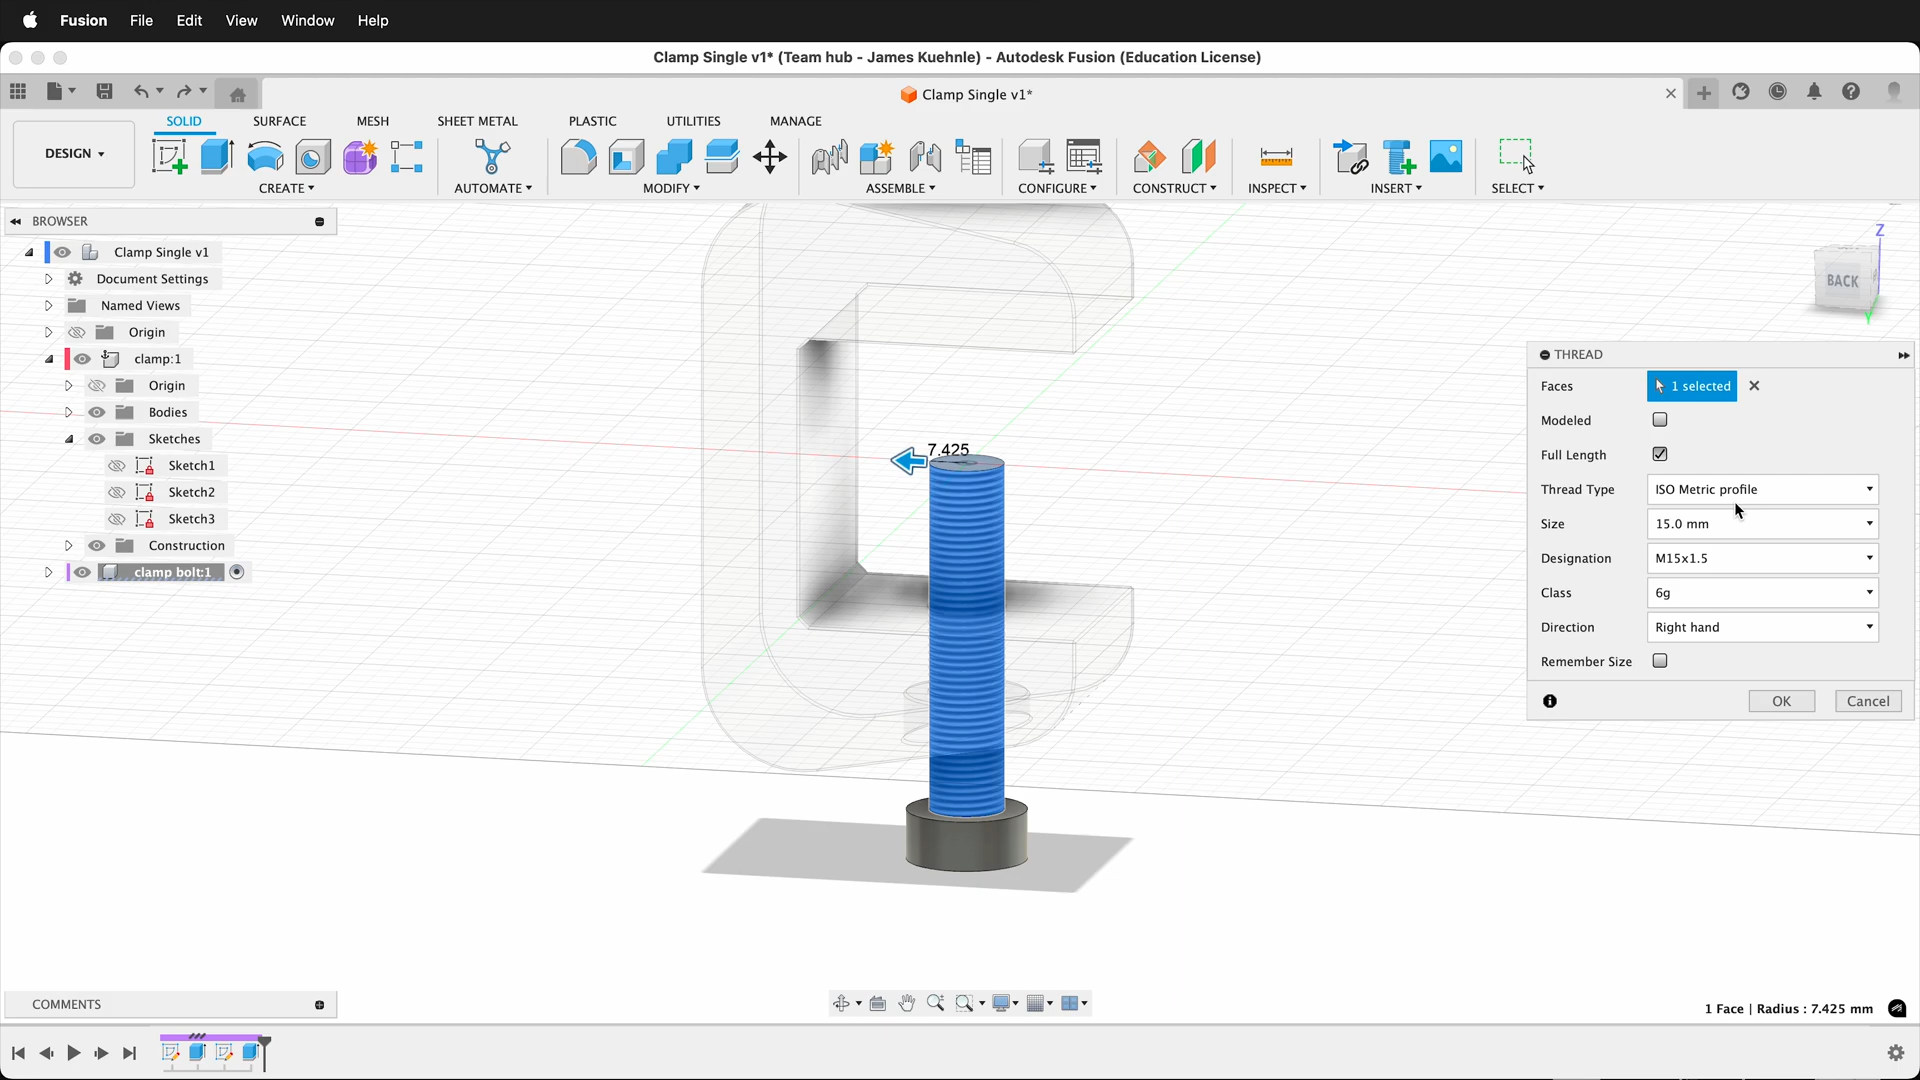 Fusion File Edit View Window Help
Clamp Single v1* (Team hub - James Kuehnle) - Autodesk Fusion (Education License)
Clamp Single v1*
SOLID SURFACE MESH SHEET METAL PLASTIC UTILITIES MANAGE
DESIGN
CREATE AUTOMATE MODIFY ASSEMBLE CONFIGURE CONSTRUCT INSPECT INSERT SELECT
BROWSER
Clamp Single v1
Document Settings
Named Views
Origin
clamp:1
Origin
Bodies
Sketches
Sketch1
Sketch2
Sketch3
Construction
clamp bolt:1
7.425
Z
BACK
Y
THREAD
Faces 1 selected
Modeled
Full Length
Thread Type ISO Metric profile
Size 15.0 mm
Designation M15x1.5
Class 6g
Direction Right hand
Remember Size
OK Cancel
COMMENTS
1 Face | Radius : 7.425 mm